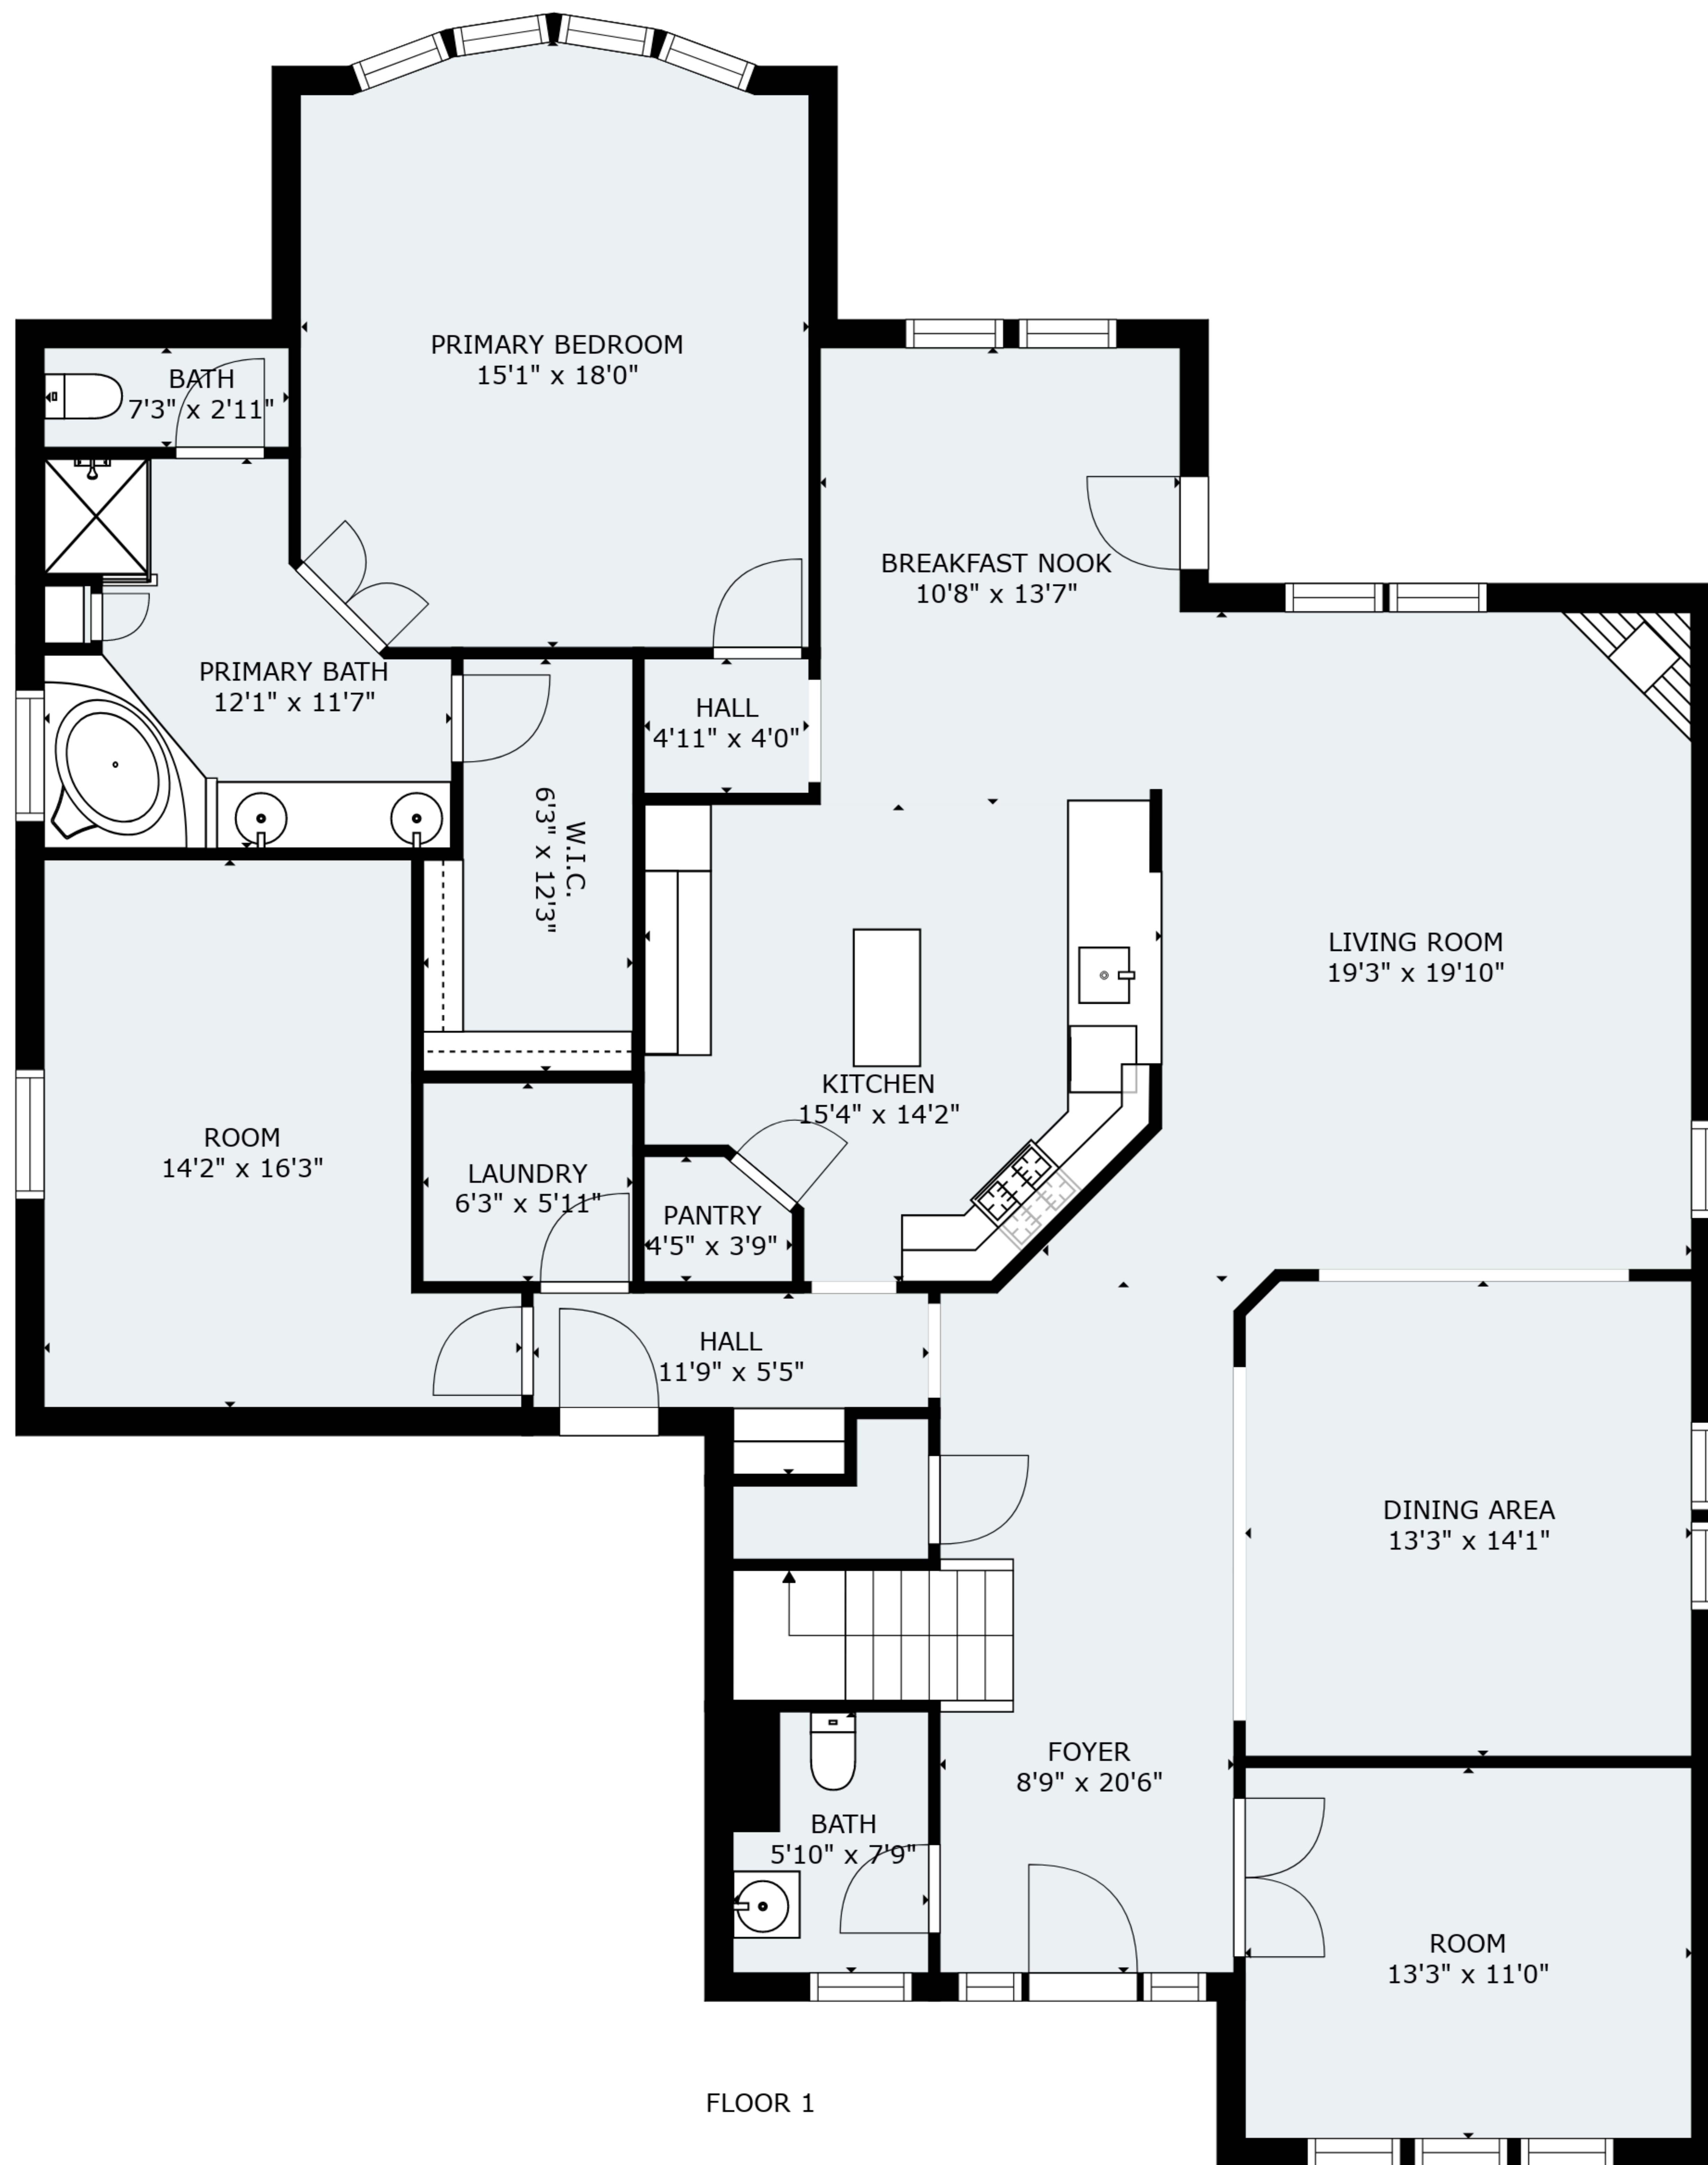 PRIMARY BEDROOM
15'1" x 18'0"
BATH
7'3" x 2'11"
BREAKFAST NOOK
10'8" x 13'7"
PRIMARY BATH
12'1" x 11'7"
HALL
4'11" x 4'0"
W.I.C.
6'3" x 12'3"
LIVING ROOM
19'3" x 19'10"
KITCHEN
15'4" x 14'2"
ROOM
14'2" x 16'3"
LAUNDRY
6'3" x 5'11"
PANTRY
4'5" x 3'9"
HALL
11'9" x 5'5"
DINING AREA
13'3" x 14'1"
FOYER
8'9" x 20'6"
BATH
5'10" x 7'9"
ROOM
13'3" x 11'0"
FLOOR 1